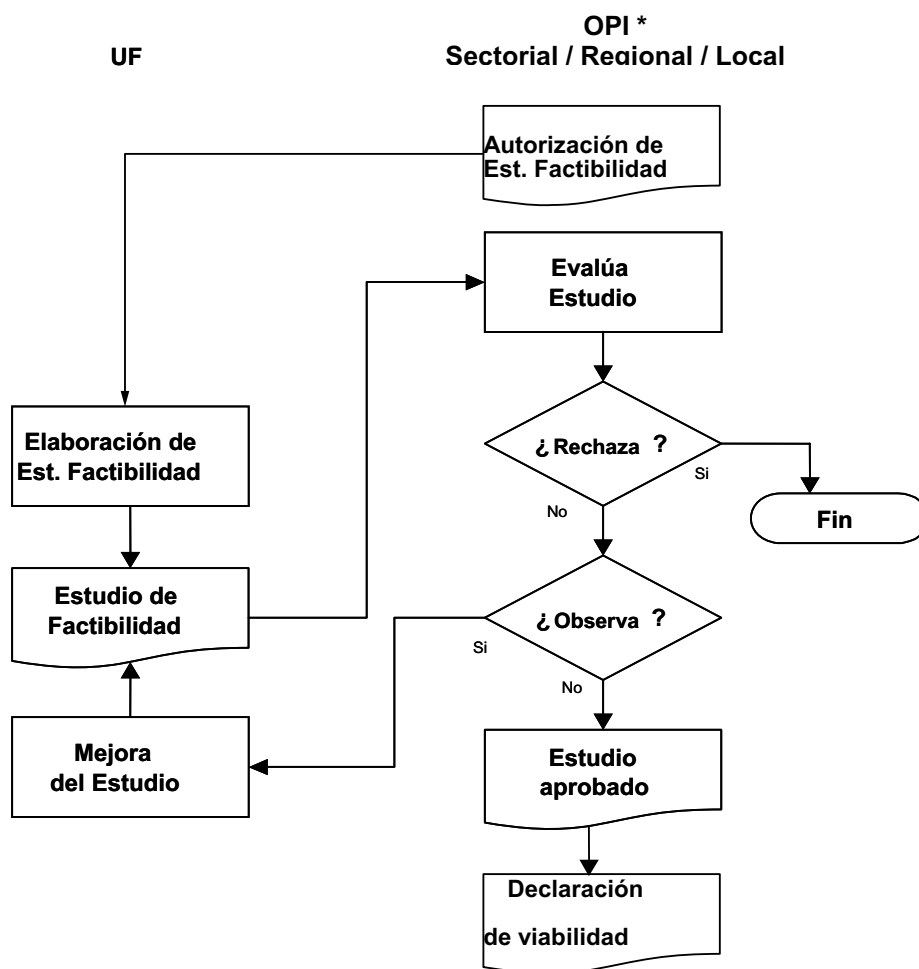 UF
OPI *
Sectorial / Regional / Local
Autorización de
Est. Factibilidad
Evalúa
Estudio
Elaboración de
Est. Factibilidad
¿ Rechaza ?
Si
No
Fin
Estudio de
Factibilidad
¿ Observa ?
Si
No
Mejora
del Estudio
Estudio
aprobado
Declaración
de viabilidad